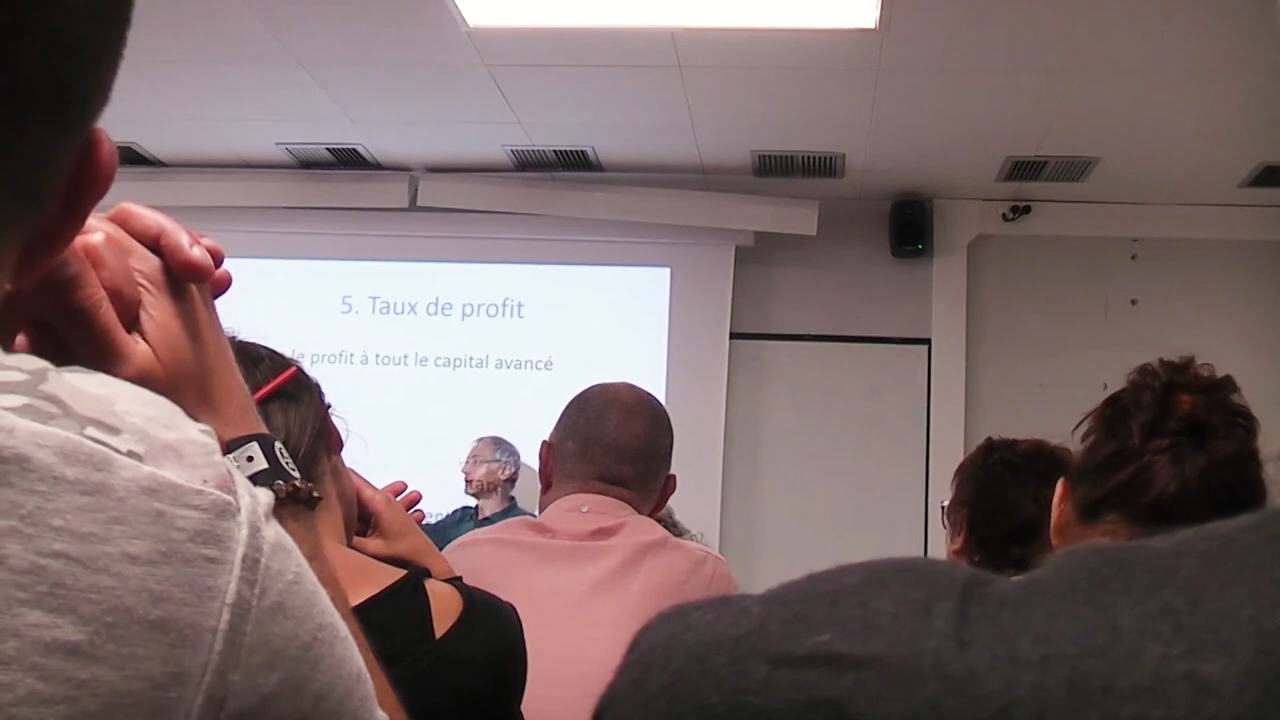 5. Taux de profit
le profit à tout le capital avancé